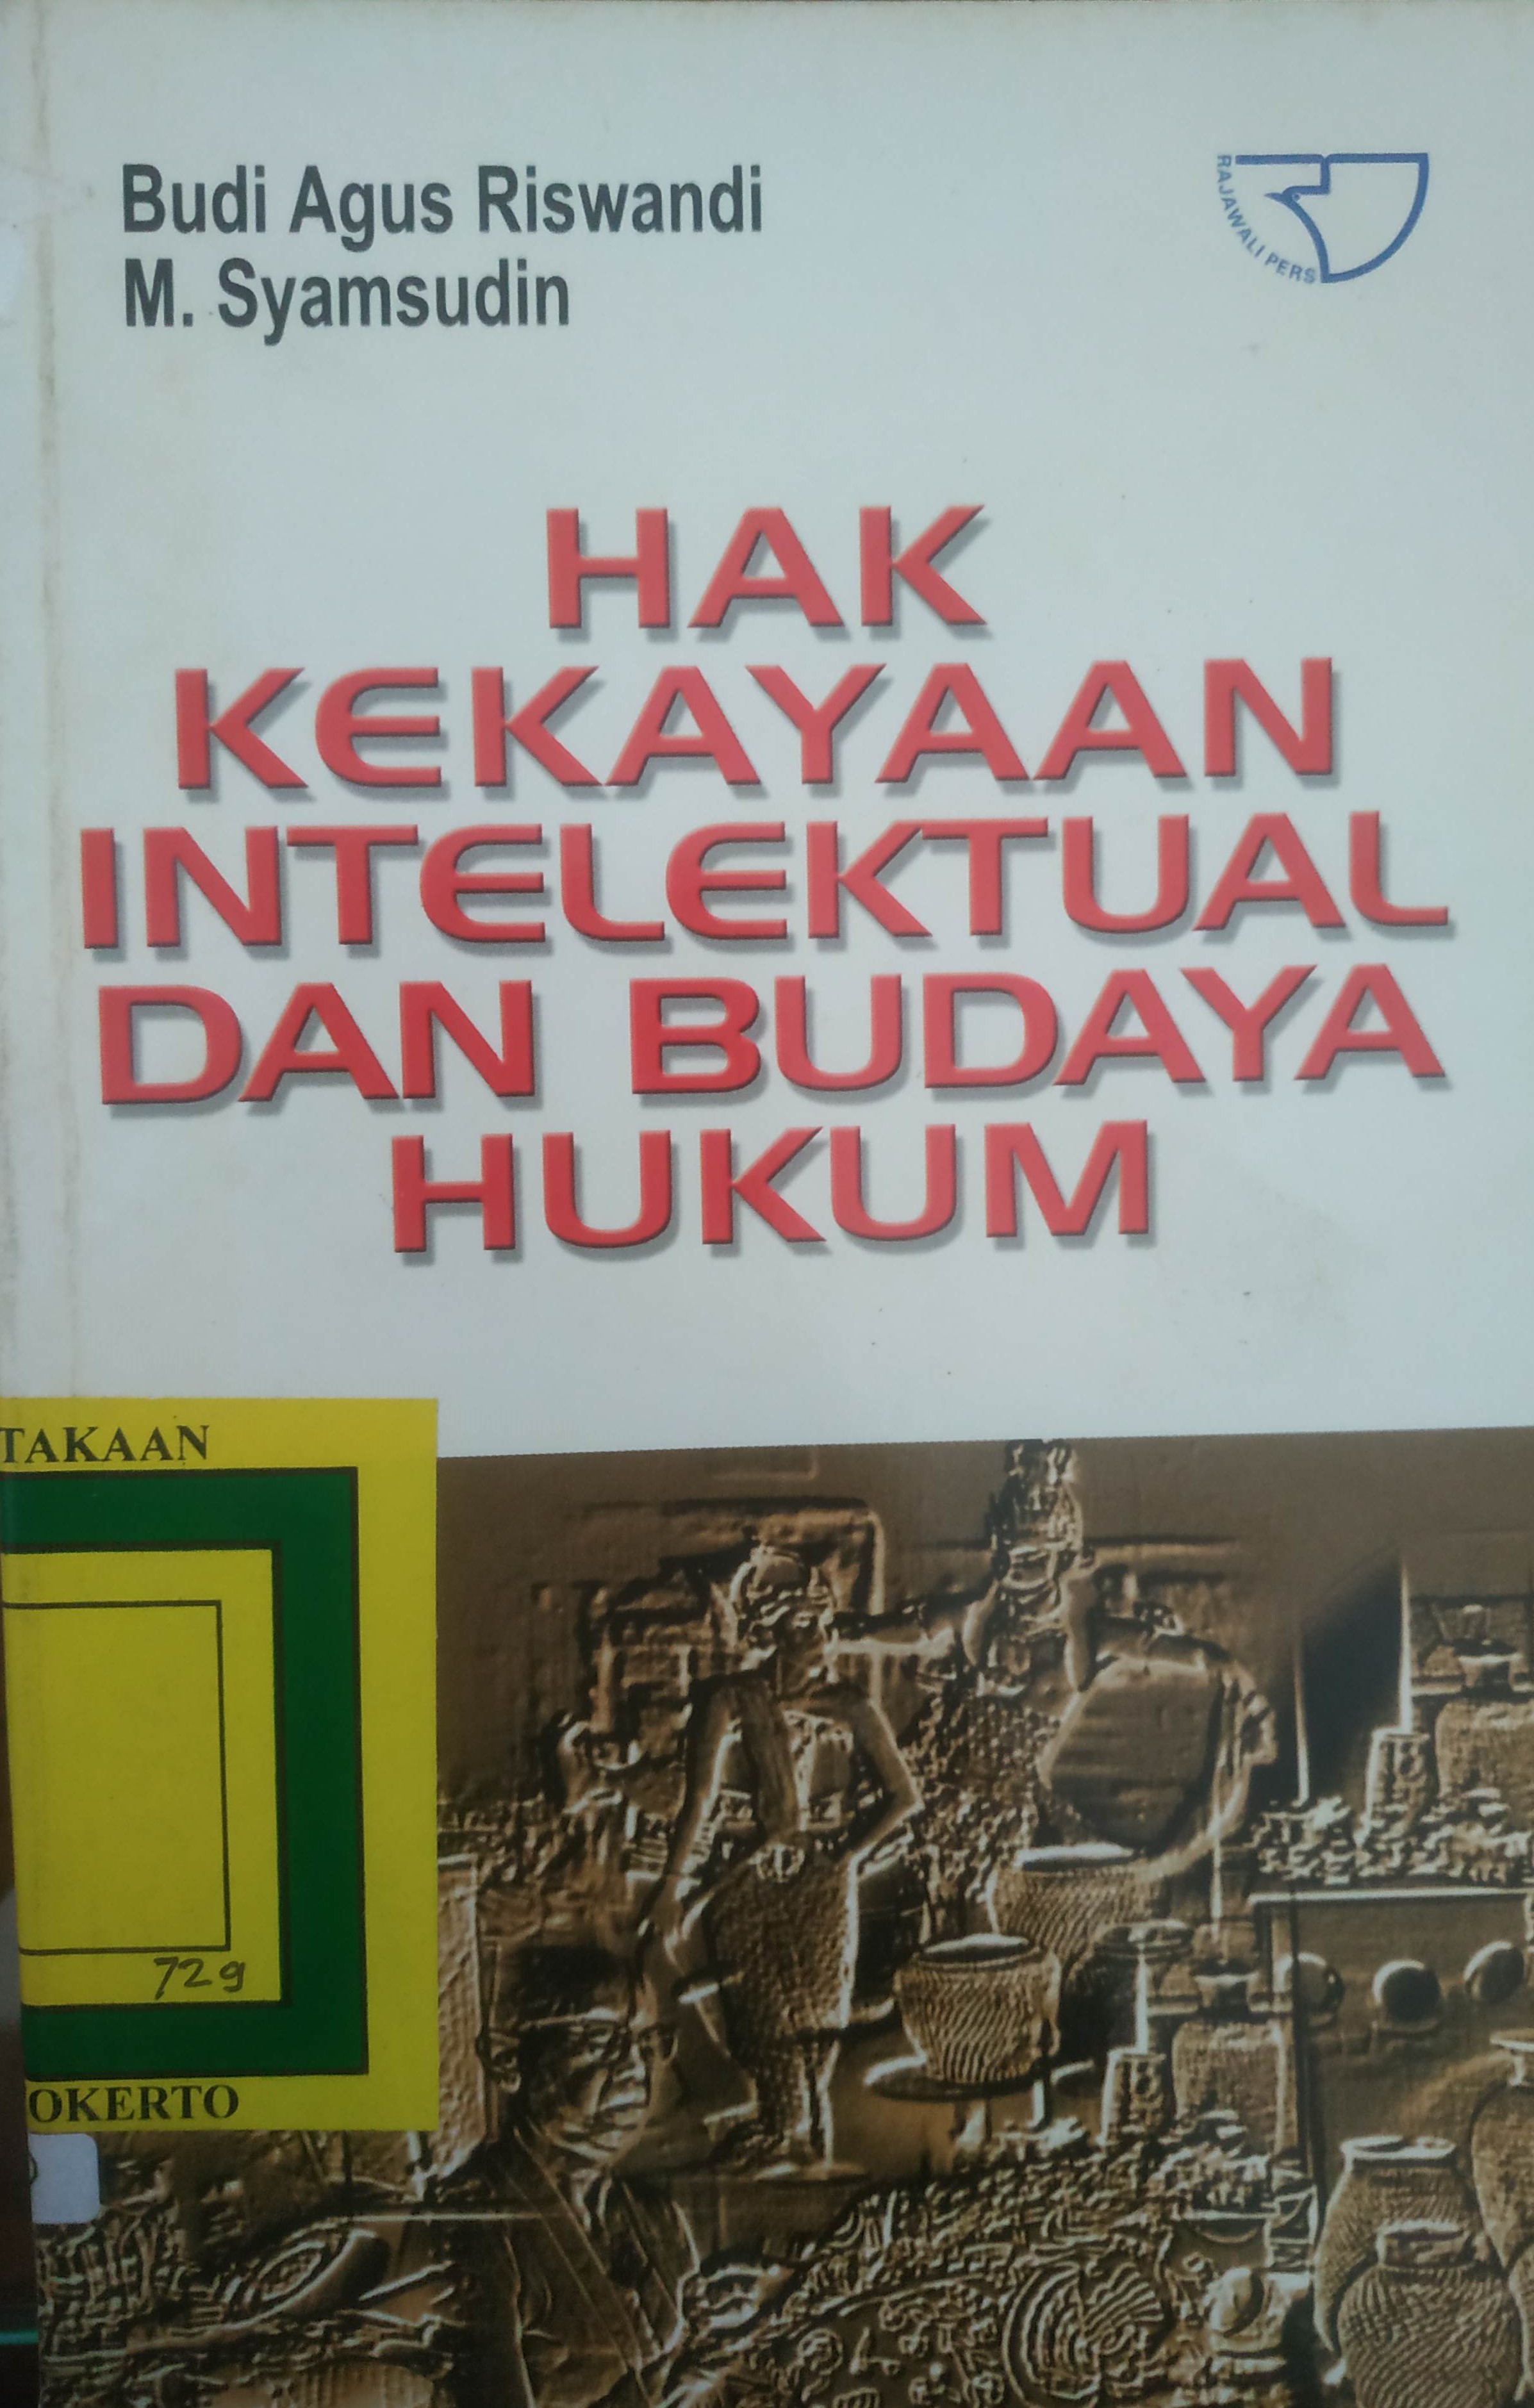 Budi Agus Riswandi
M. Syamsudin
RAJAWALI PERS
HAK
KEKAYAAN
INTELEKTUAL
DAN BUDAYA
HUKUM
TAKAAN
729
OKERTO